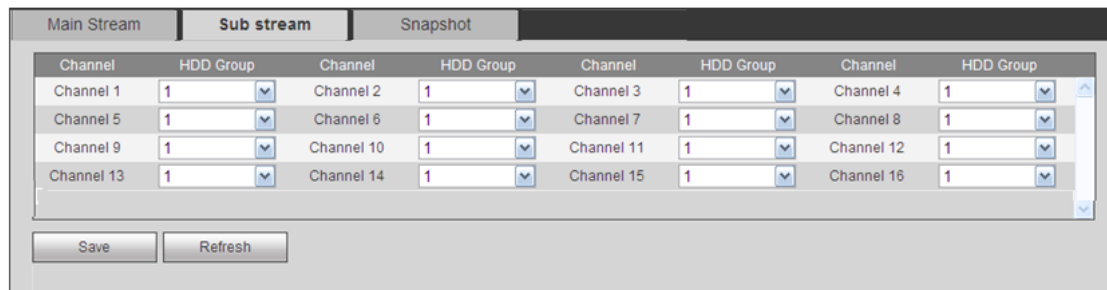 Main Stream Sub stream Snapshot
Channel HDD Group Channel HDD Group Channel HDD Group Channel HDD Group
Channel 1 1 Channel 2 1 Channel 3 1 Channel 4 1
Channel 5 1 Channel 6 1 Channel 7 1 Channel 8 1
Channel 9 1 Channel 10 1 Channel 11 1 Channel 12 1
Channel 13 1 Channel 14 1 Channel 15 1 Channel 16 1
Save Refresh